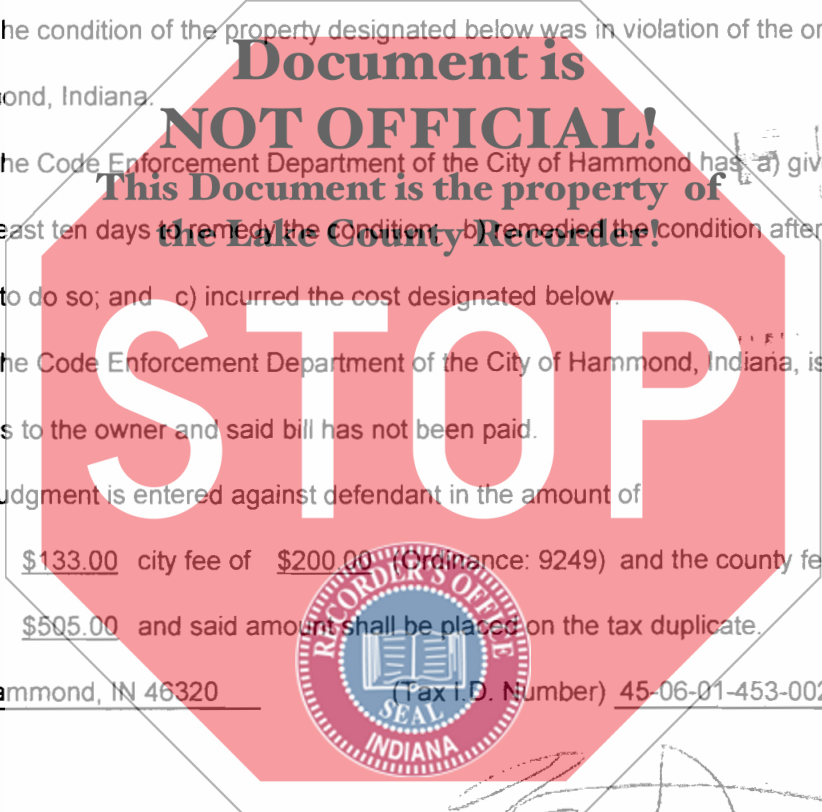 he condition of the property designated below was in violation of the or
Document is
ond, Indiana.
NOT OFFICIAL!
he Code Enforcement Department of the City of Hammond has a) giv
This Document is the property of
east ten days to remedy the condition; b) remedied the condition after
the Lake County Recorder!
to do so; and c) incurred the cost designated below.
STOP
he Code Enforcement Department of the City of Hammond, Indiana, is
s to the owner and said bill has not been paid.
udgment is entered against defendant in the amount of
$133.00 city fee of $200.00 (Ordinance: 9249) and the county fe
$505.00 and said amount shall be placed on the tax duplicate.
RECORDER'S OFFICE
ammond, IN 46320 (Tax I.D. Number) 45-06-01-453-002
SEAL
INDIANA